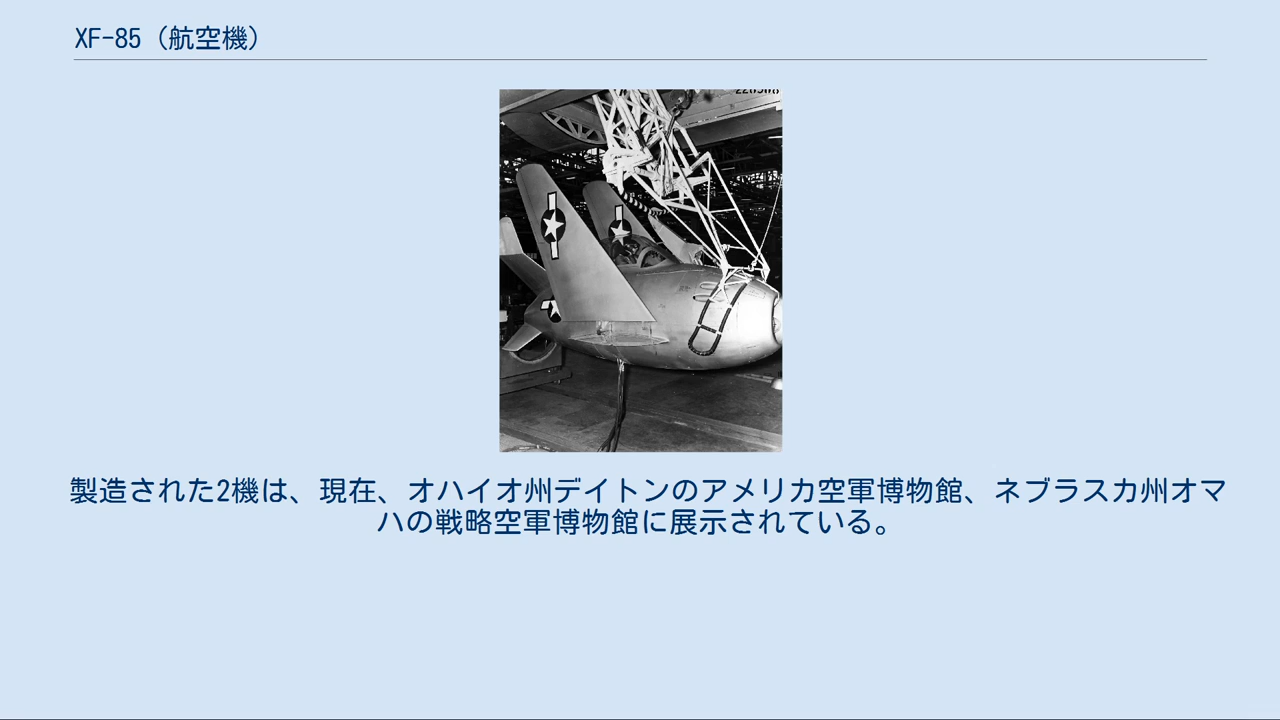 XF-85（航空機）
製造された2機は、現在、オハイオ州デイトンのアメリカ空軍博物館、ネブラスカ州オマ
ハの戦略空軍博物館に展示されている。